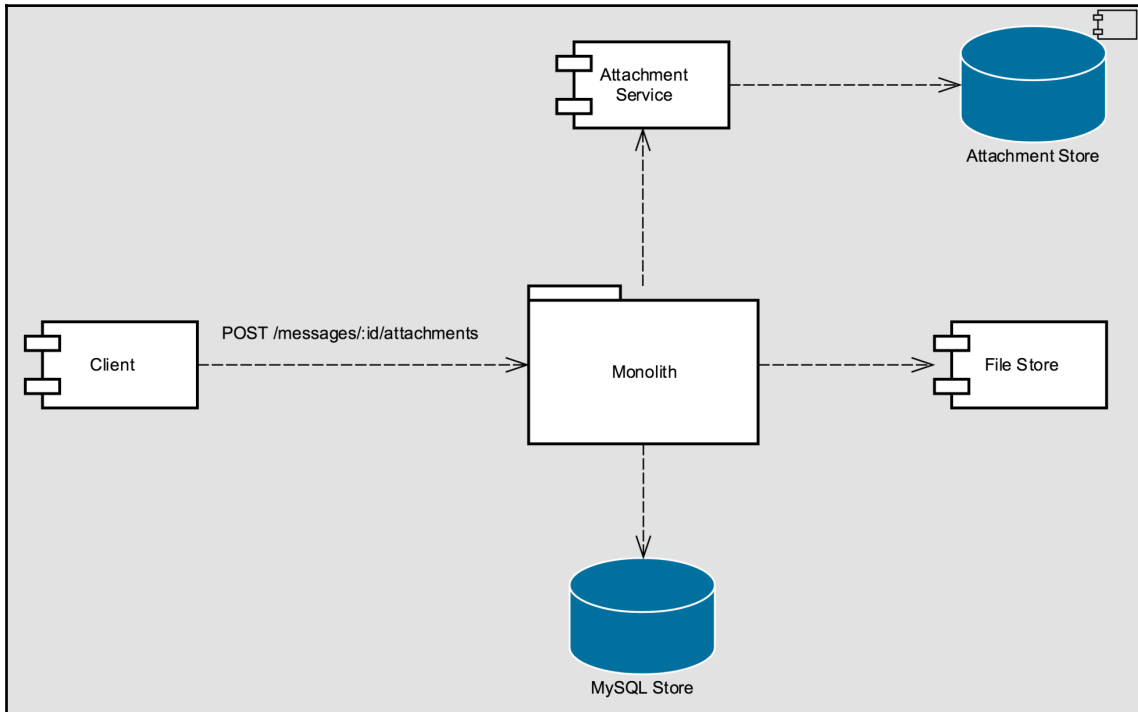 Attachment
Service
Attachment Store
POST /messages/:id/attachments
Client
Monolith
File Store
MySQL Store